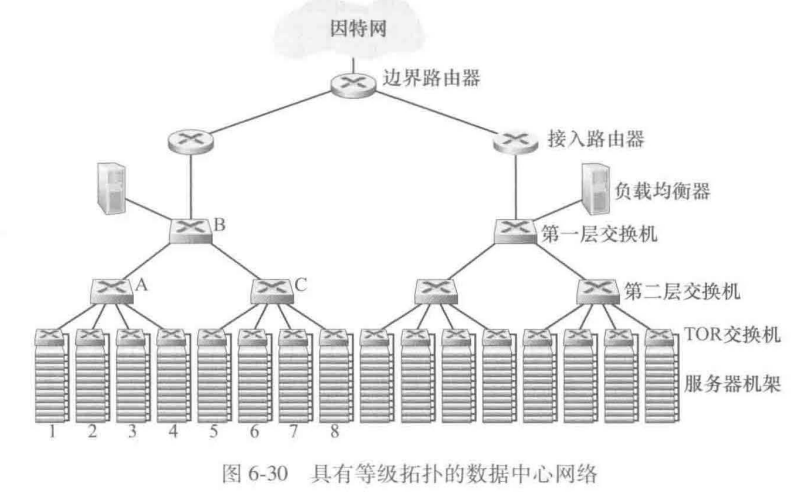 因特网
边界路由器
接入路由器
负载均衡器
B
第一层交换机
A
C
第二层交换机
TOR交换机
服务器机架
1 2 3 4 5 6 7 8
图 6-30 具有等级拓扑的数据中心网络